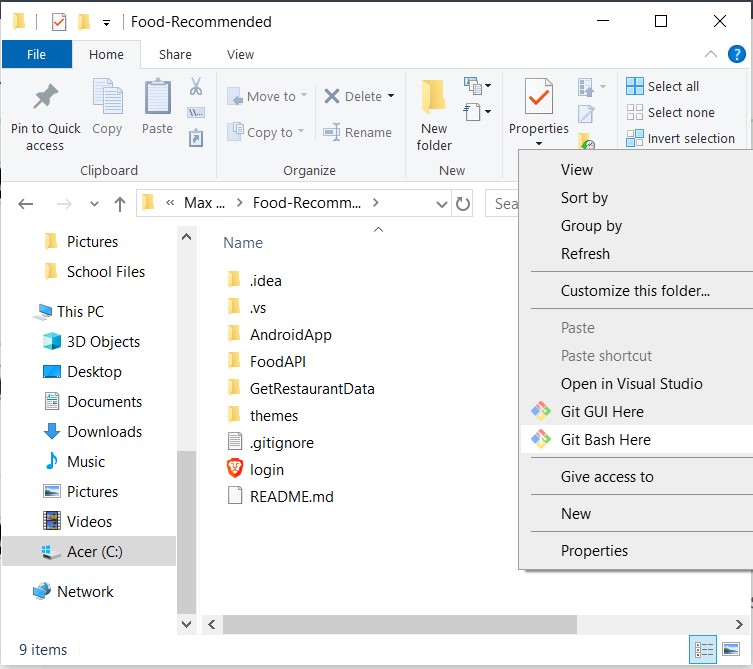 Food-Recommended
File Home Share View
Pin to Quick access
Copy
Paste
Clipboard
Move to
Copy to
Delete
Rename
Organize
New folder
New
Properties
Select all
Select none
Invert selection
« Max ... > Food-Recomm... >
Sea
Pictures
School Files
This PC
3D Objects
Desktop
Documents
Downloads
Music
Pictures
Videos
Acer (C:)
Network
Name
.idea
.vs
AndroidApp
FoodAPI
GetRestaurantData
themes
.gitignore
login
README.md
View
Sort by
Group by
Refresh
Customize this folder...
Paste
Paste shortcut
Open in Visual Studio
Git GUI Here
Git Bash Here
Give access to
New
Properties
9 items